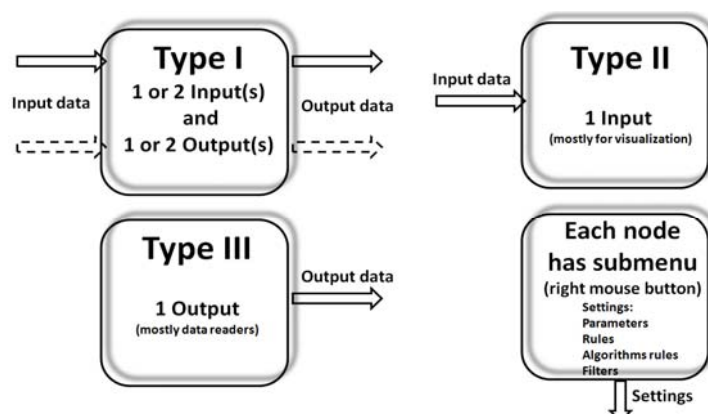 Type I
1 or 2 Input(s)
and
1 or 2 Output(s)
Input data
Output data
Type II
1 Input
(mostly for visualization)
Input data
Type III
1 Output
(mostly data readers)
Output data
Each node
has submenu
(right mouse button)
Settings:
Parameters
Rules
Algorithms rules
Filters
Settings